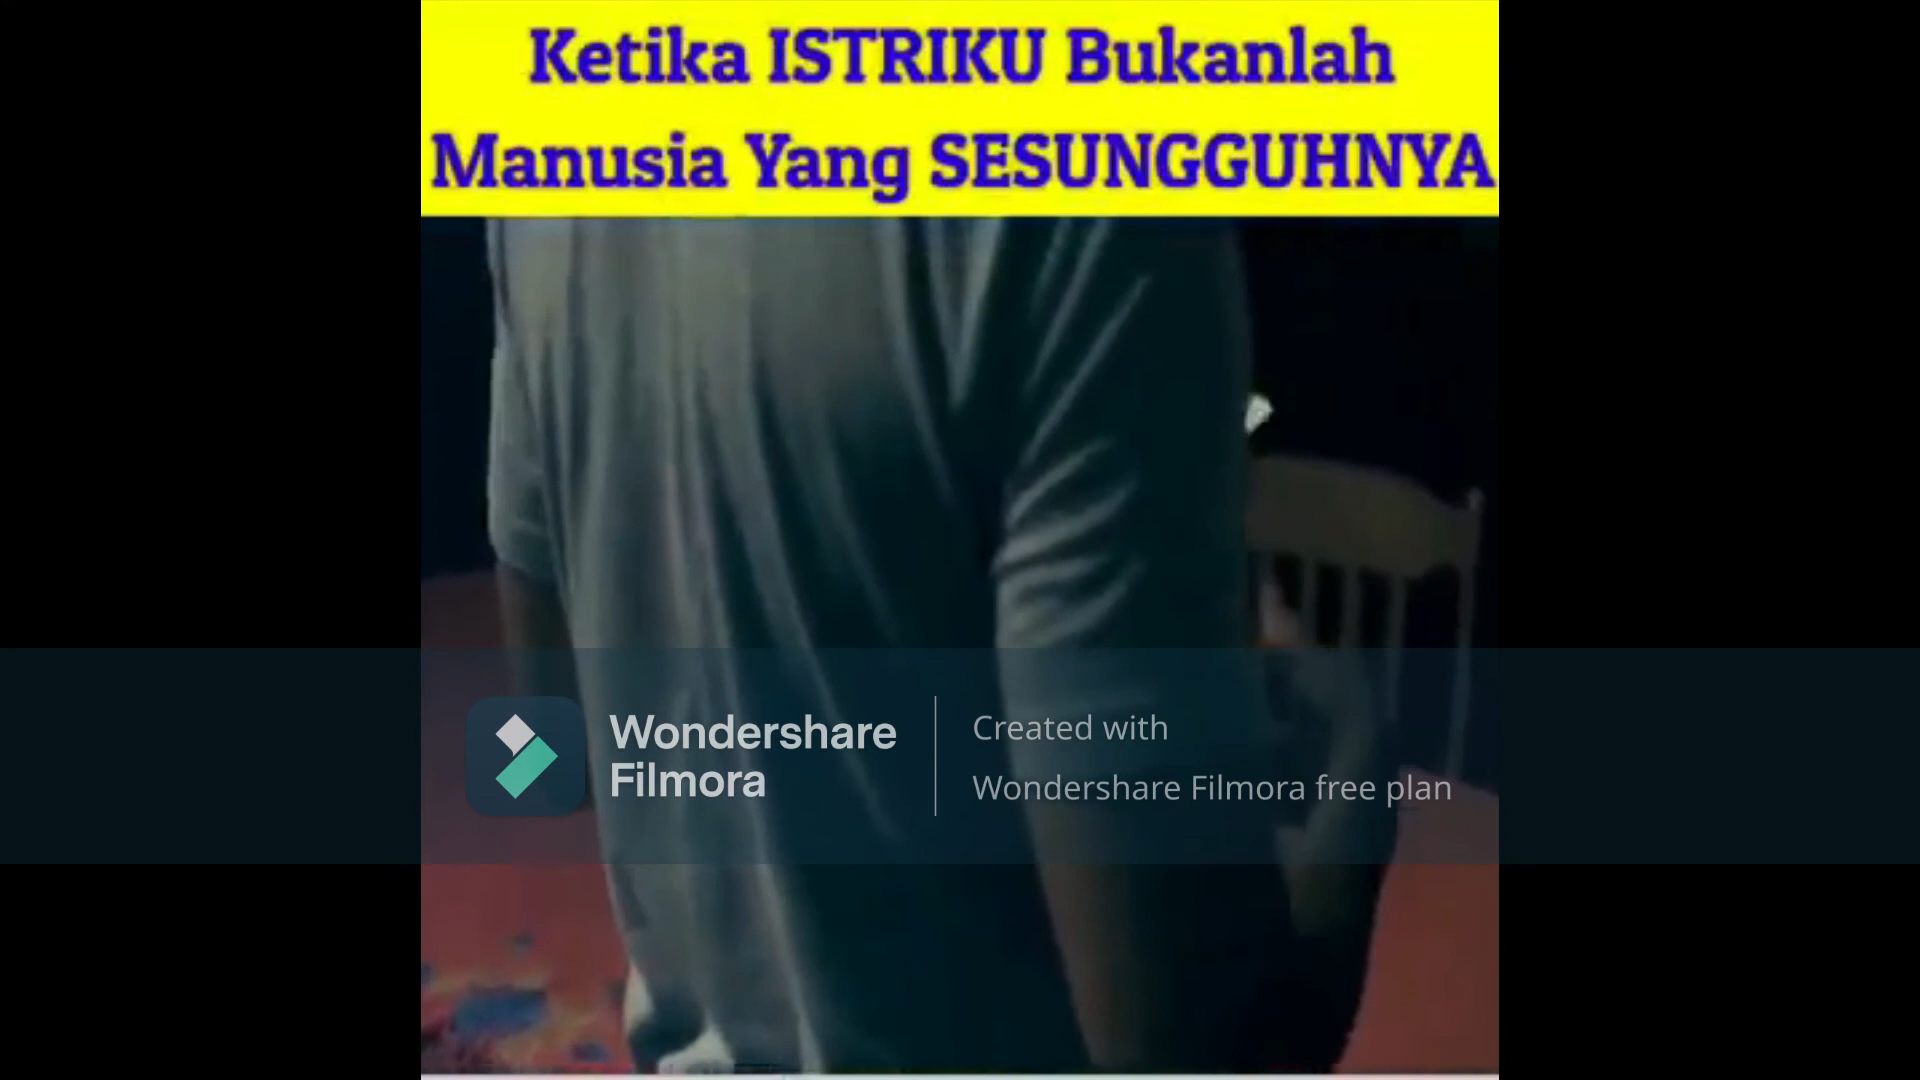 Ketika ISTRIKU Bukanlah
Manusia Yang SESUNGGUHNYA
Wondershare
Filmora
Created with
Wondershare Filmora free plan